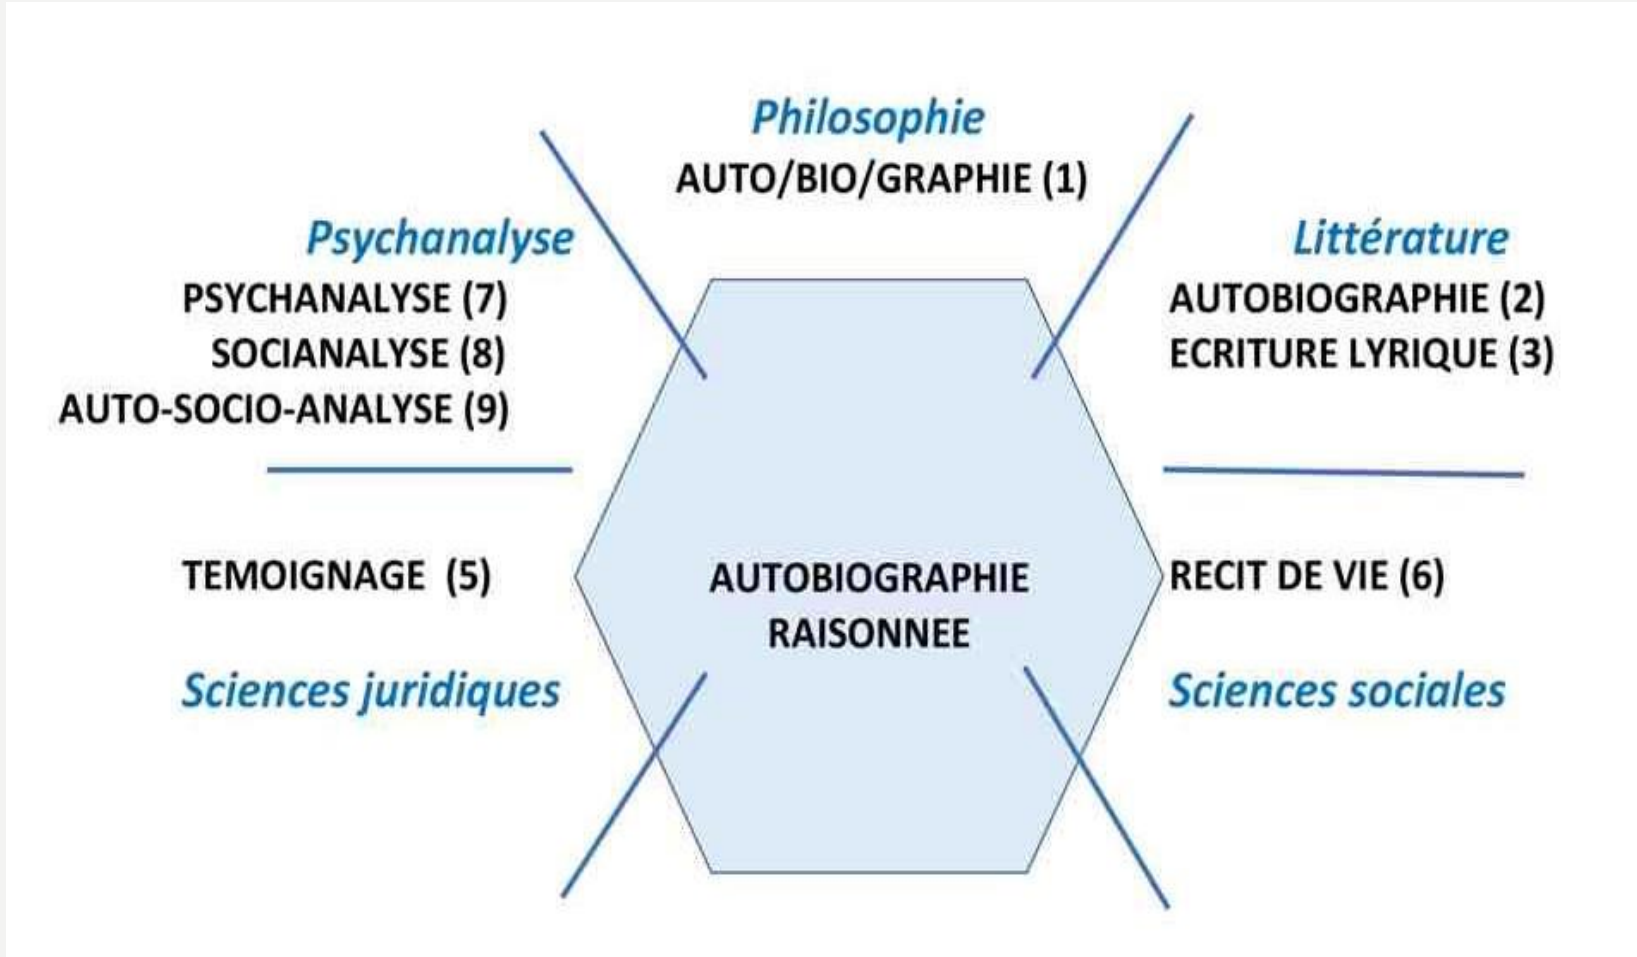 Philosophie
AUTO/BIO/GRAPHIE (1)
Psychanalyse
PSYCHANALYSE (7)
SOCIANALYSE (8)
AUTO-SOCIO-ANALYSE (9)
Littérature
AUTOBIOGRAPHIE (2)
ECRITURE LYRIQUE (3)
TEMOIGNAGE (5)
Sciences juridiques
AUTOBIOGRAPHIE
RAISONNEE
RECIT DE VIE (6)
Sciences sociales